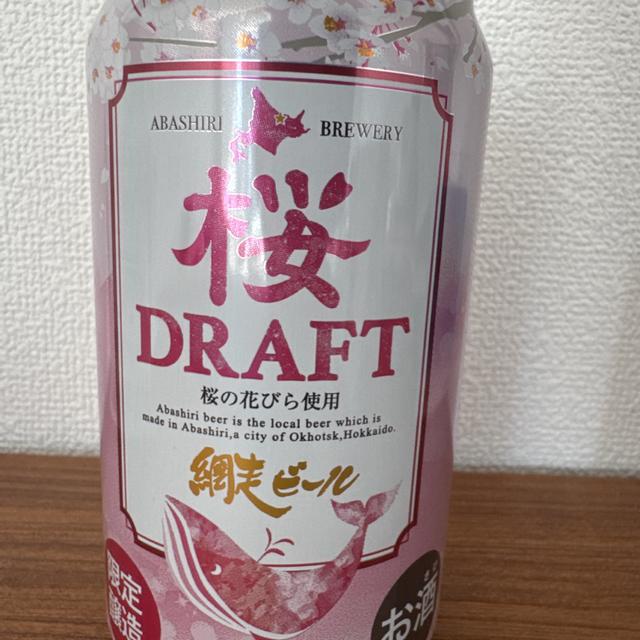 ABASHIRI BREWERY
桜
DRAFT
桜の花びら使用
Abashiri beer is the local beer which is
made in Abashiri,a city of Okhotsk,Hokkaido.
網走ビール
限定
醸造
お酒